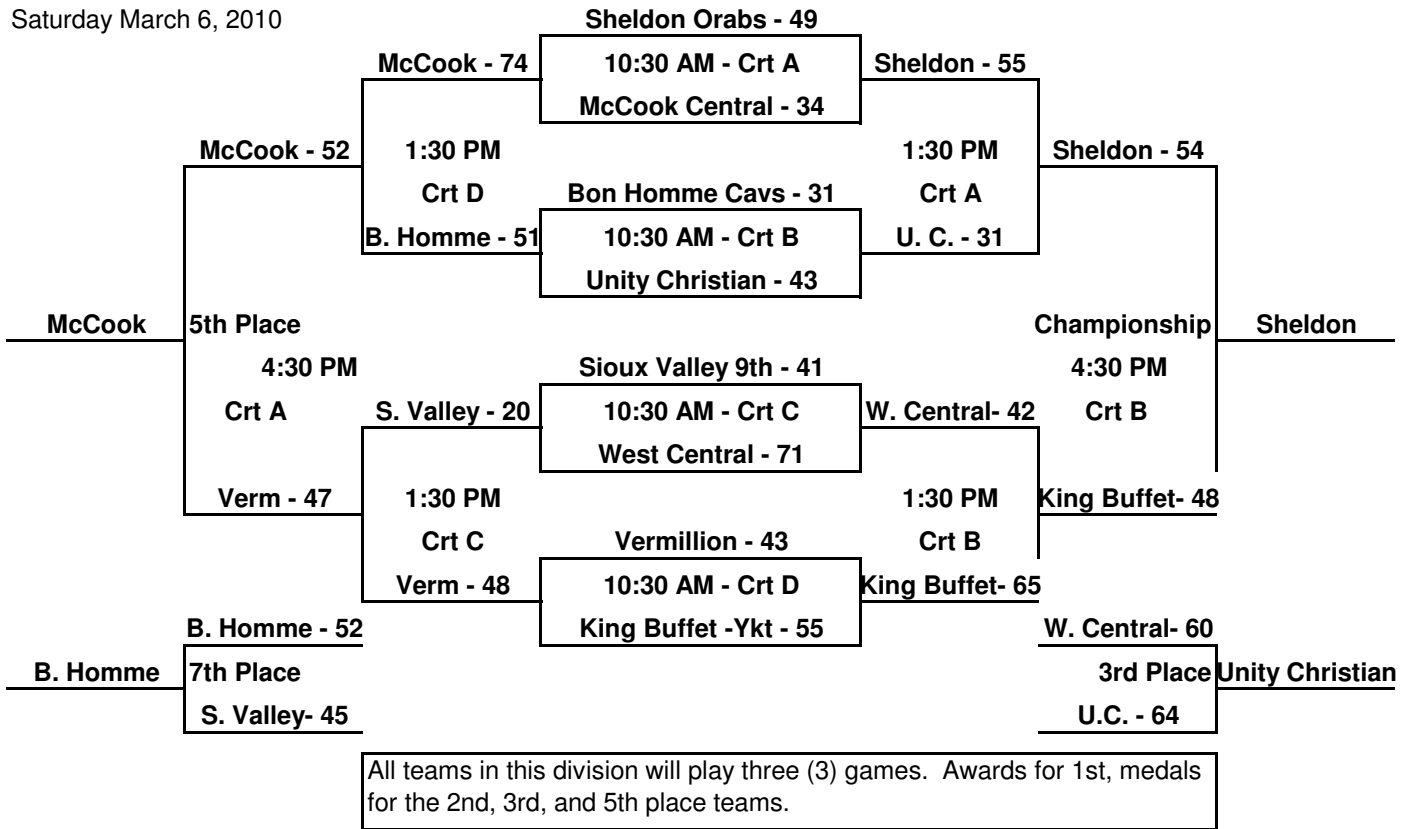 Saturday March 6, 2010
Sheldon Orabs - 49
McCook - 74
10:30 AM - Crt A
Sheldon - 55
McCook Central - 34
McCook - 52
1:30 PM
1:30 PM
Sheldon - 54
Crt D
Bon Homme Cavs - 31
Crt A
B. Homme - 51
10:30 AM - Crt B
U. C. - 31
Unity Christian - 43
McCook
5th Place
Championship
Sheldon
4:30 PM
Sioux Valley 9th - 41
4:30 PM
Crt A
S. Valley - 20
10:30 AM - Crt C
W. Central- 42
Crt B
West Central - 71
Verm - 47
1:30 PM
1:30 PM
King Buffet- 48
Crt C
Vermillion - 43
Crt B
Verm - 48
10:30 AM - Crt D
King Buffet- 65
B. Homme - 52
King Buffet -Ykt - 55
W. Central- 60
B. Homme
7th Place
3rd Place
Unity Christian
S. Valley- 45
U.C. - 64
All teams in this division will play three (3) games.  Awards for 1st, medals
for the 2nd, 3rd, and 5th place teams.